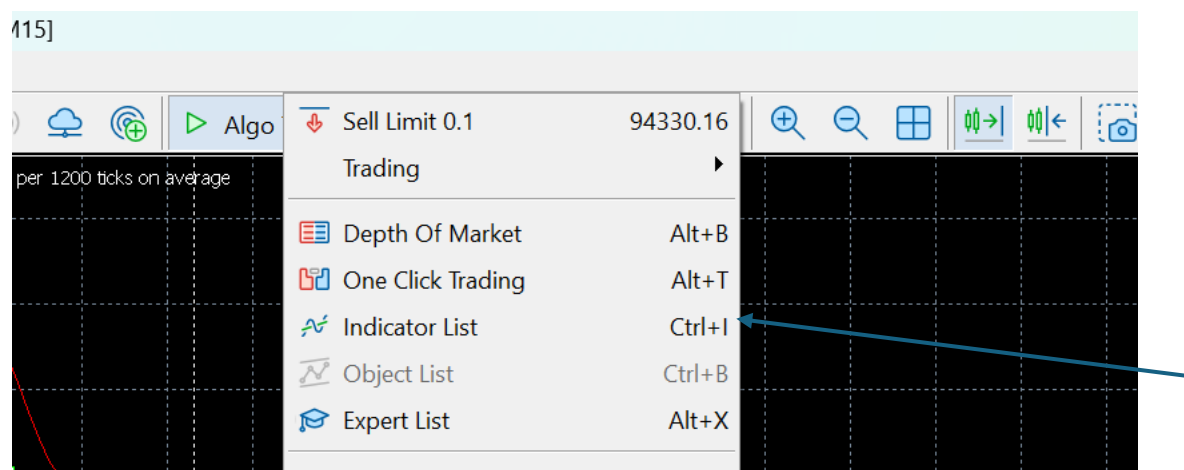 M15]
Algo
Sell Limit 0.1 94330.16
Trading
per 1200 ticks on average
Depth Of Market Alt+B
One Click Trading Alt+T
Indicator List Ctrl+I
Object List Ctrl+B
Expert List Alt+X